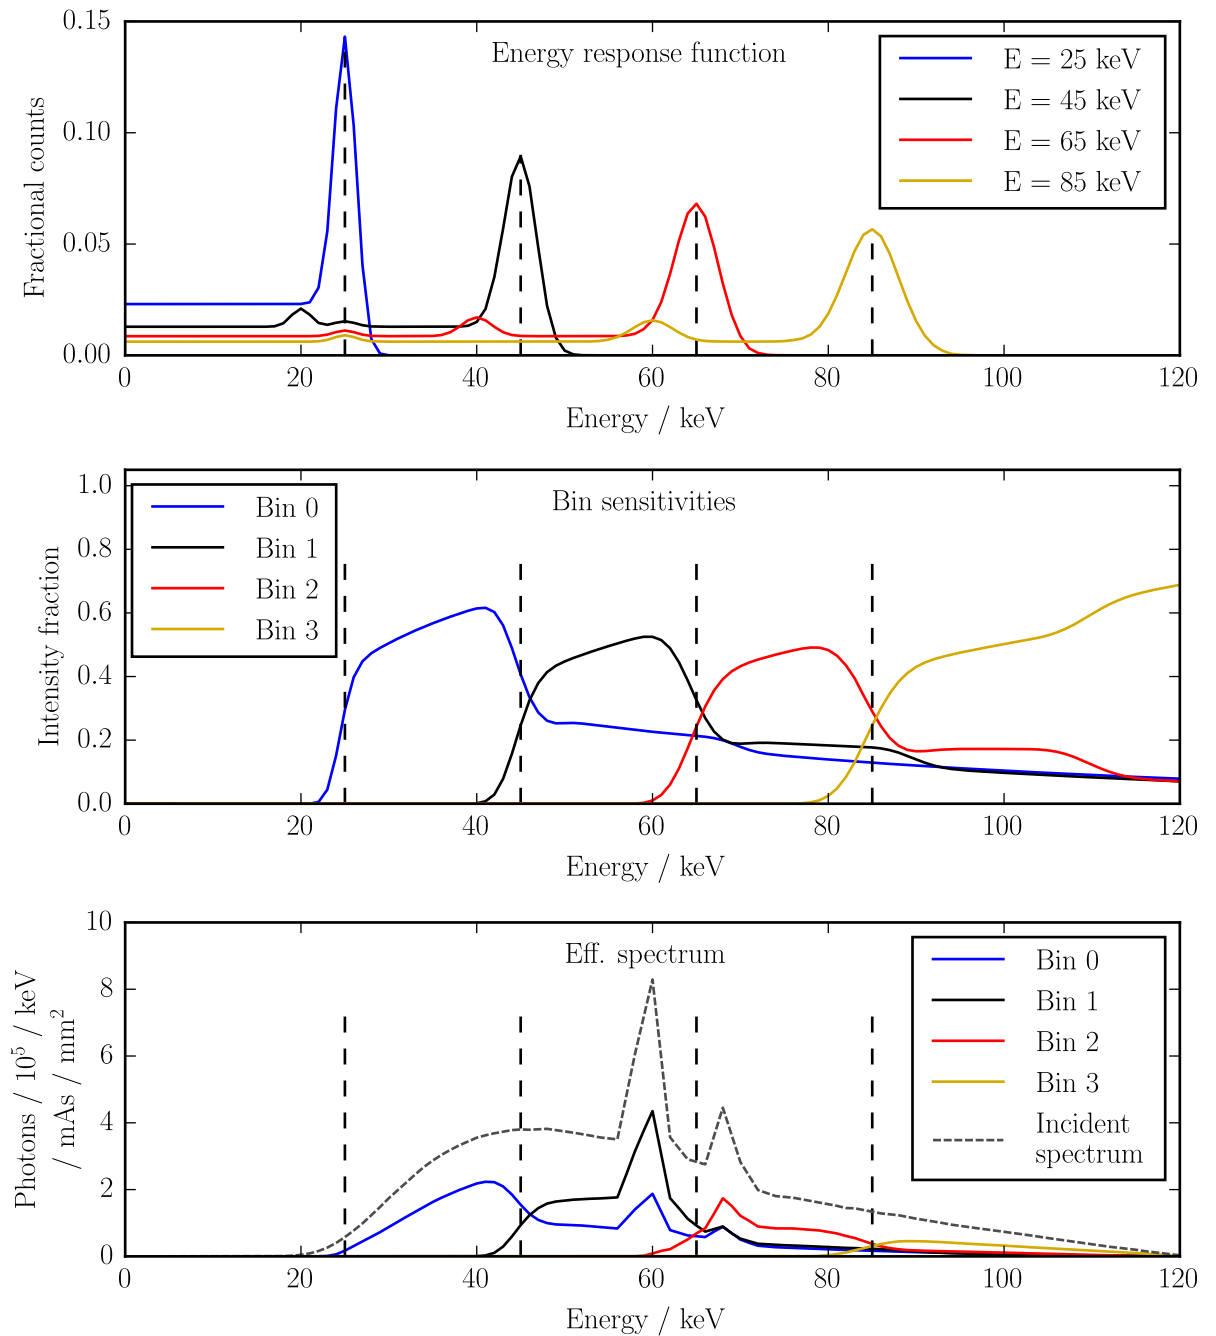 Energy response function
Fractional counts
0.15
0.10
0.05
0.00
E = 25 keV
E = 45 keV
E = 65 keV
E = 85 keV
0 20 40 60 80 100 120
Energy / keV
Bin sensitivities
Intensity fraction
1.0
0.8
0.6
0.4
0.2
0.0
Bin 0
Bin 1
Bin 2
Bin 3
0 20 40 60 80 100 120
Energy / keV
Eff. spectrum
Photons / 10⁵ / keV
/ mAs / mm²
10
8
6
4
2
0
Bin 0
Bin 1
Bin 2
Bin 3
Incident
spectrum
0 20 40 60 80 100 120
Energy / keV